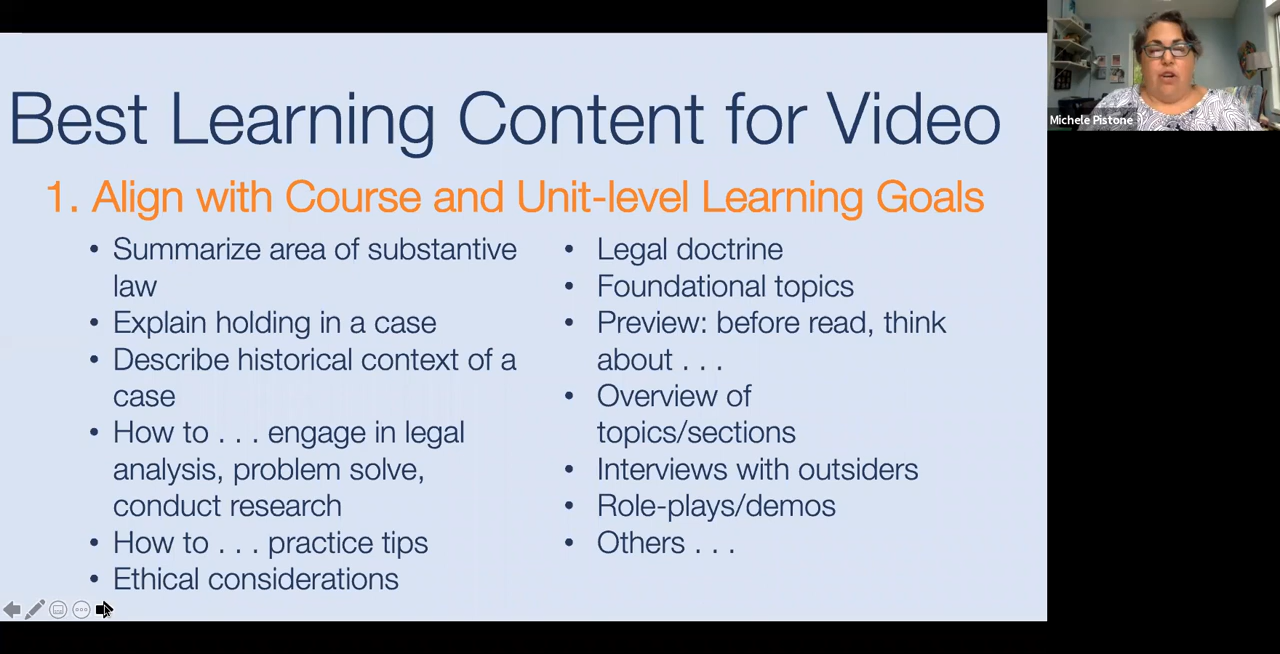 Best Learning Content for Video
1. Align with Course and Unit-level Learning Goals
• Summarize area of substantive
law
• Explain holding in a case
• Describe historical context of a
case
• How to . . . engage in legal
analysis, problem solve,
conduct research
• How to . . . practice tips
• Ethical considerations
• Legal doctrine
• Foundational topics
• Preview: before read, think
about . . .
• Overview of
topics/sections
• Interviews with outsiders
• Role-plays/demos
• Others . . .
Michele Pistone